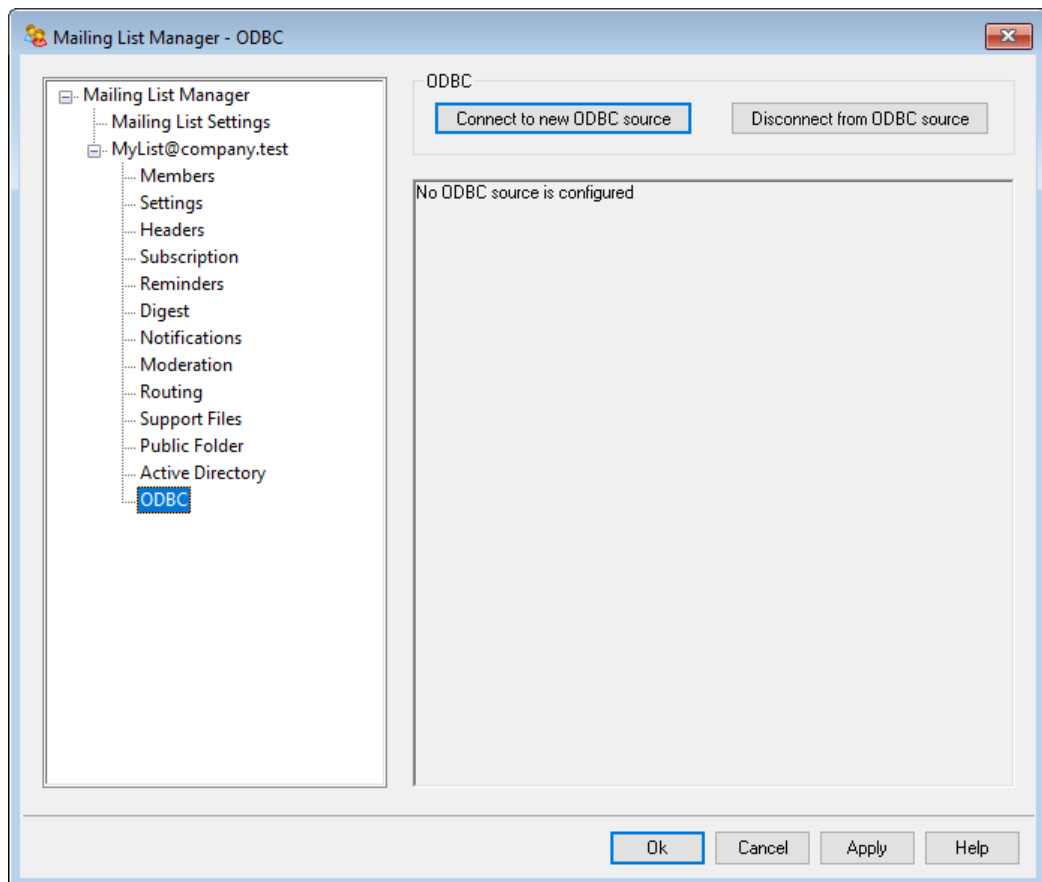 Mailing List Manager - ODBC
Mailing List Manager
Mailing List Settings
MyList@company.test
Members
Settings
Headers
Subscription
Reminders
Digest
Notifications
Moderation
Routing
Support Files
Public Folder
Active Directory
ODBC
ODBC
Connect to new ODBC source
Disconnect from ODBC source
No ODBC source is configured
Ok
Cancel
Apply
Help